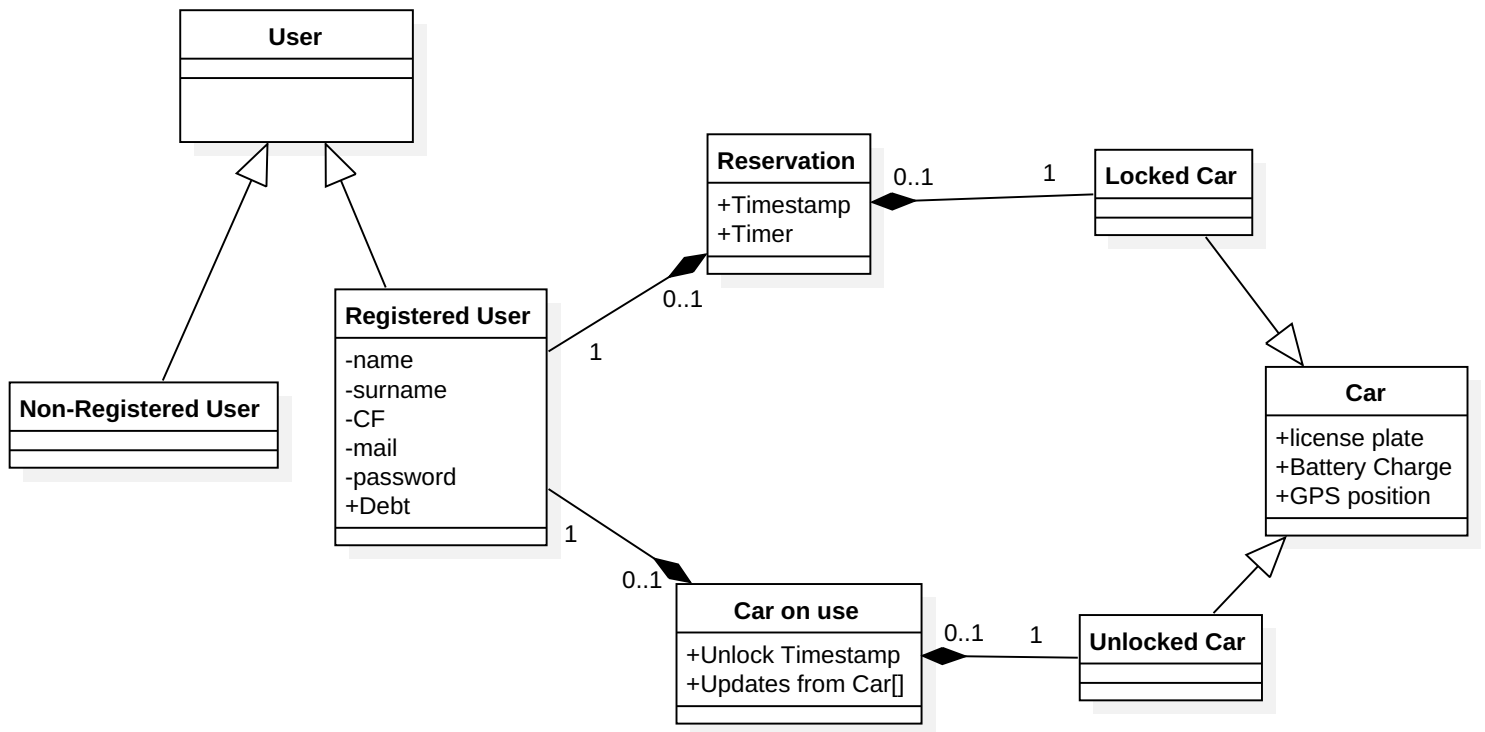 User
Reservation
+Timestamp
+Timer
0..1
1
Locked Car
Registered User
-name
-surname
-CF
-mail
-password
+Debt
0..1
1
Non-Registered User
Car
+license plate
+Battery Charge
+GPS position
1
0..1
Car on use
+Unlock Timestamp
+Updates from Car[]
0..1
1
Unlocked Car